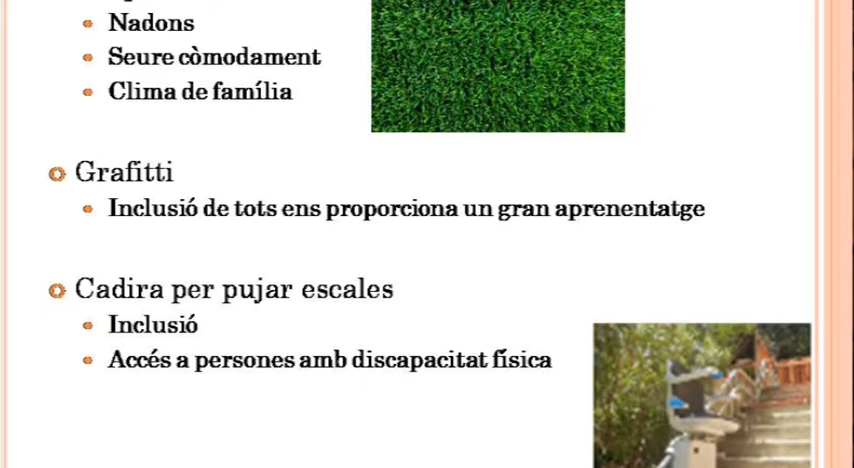 Nadons
Seure còmodament
Clima de família
Grafitti
Inclusió de tots ens proporciona un gran aprenentatge
Cadira per pujar escales
Inclusió
Accés a persones amb discapacitat física